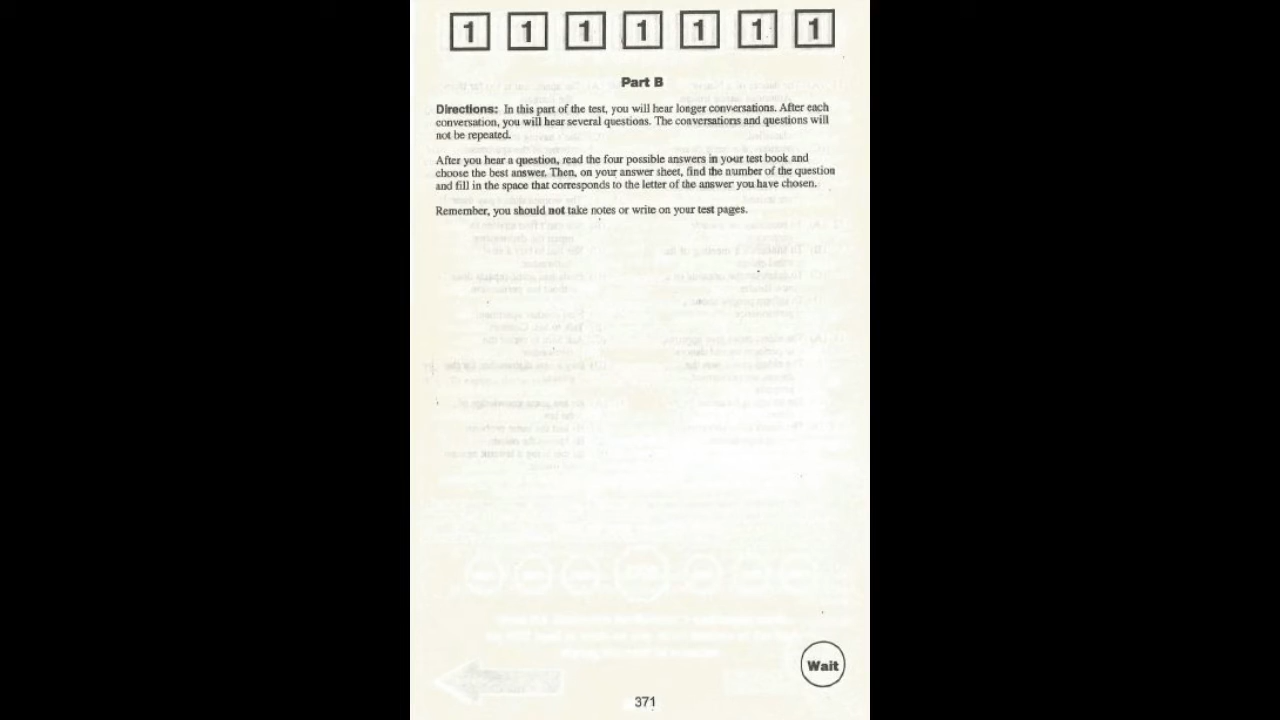 1 1 1 1 1 1 1
Part B
Directions: In this part of the test, you will hear longer conversations. After each
conversation, you will hear several questions. The conversations and questions will
not be repeated.
After you hear a question, read the four possible answers in your test book and
choose the best answer. Then, on your answer sheet, find the number of the question
and fill in the space that corresponds to the letter of the answer you have chosen.
Remember, you should not take notes or write on your test pages.
Wait
371